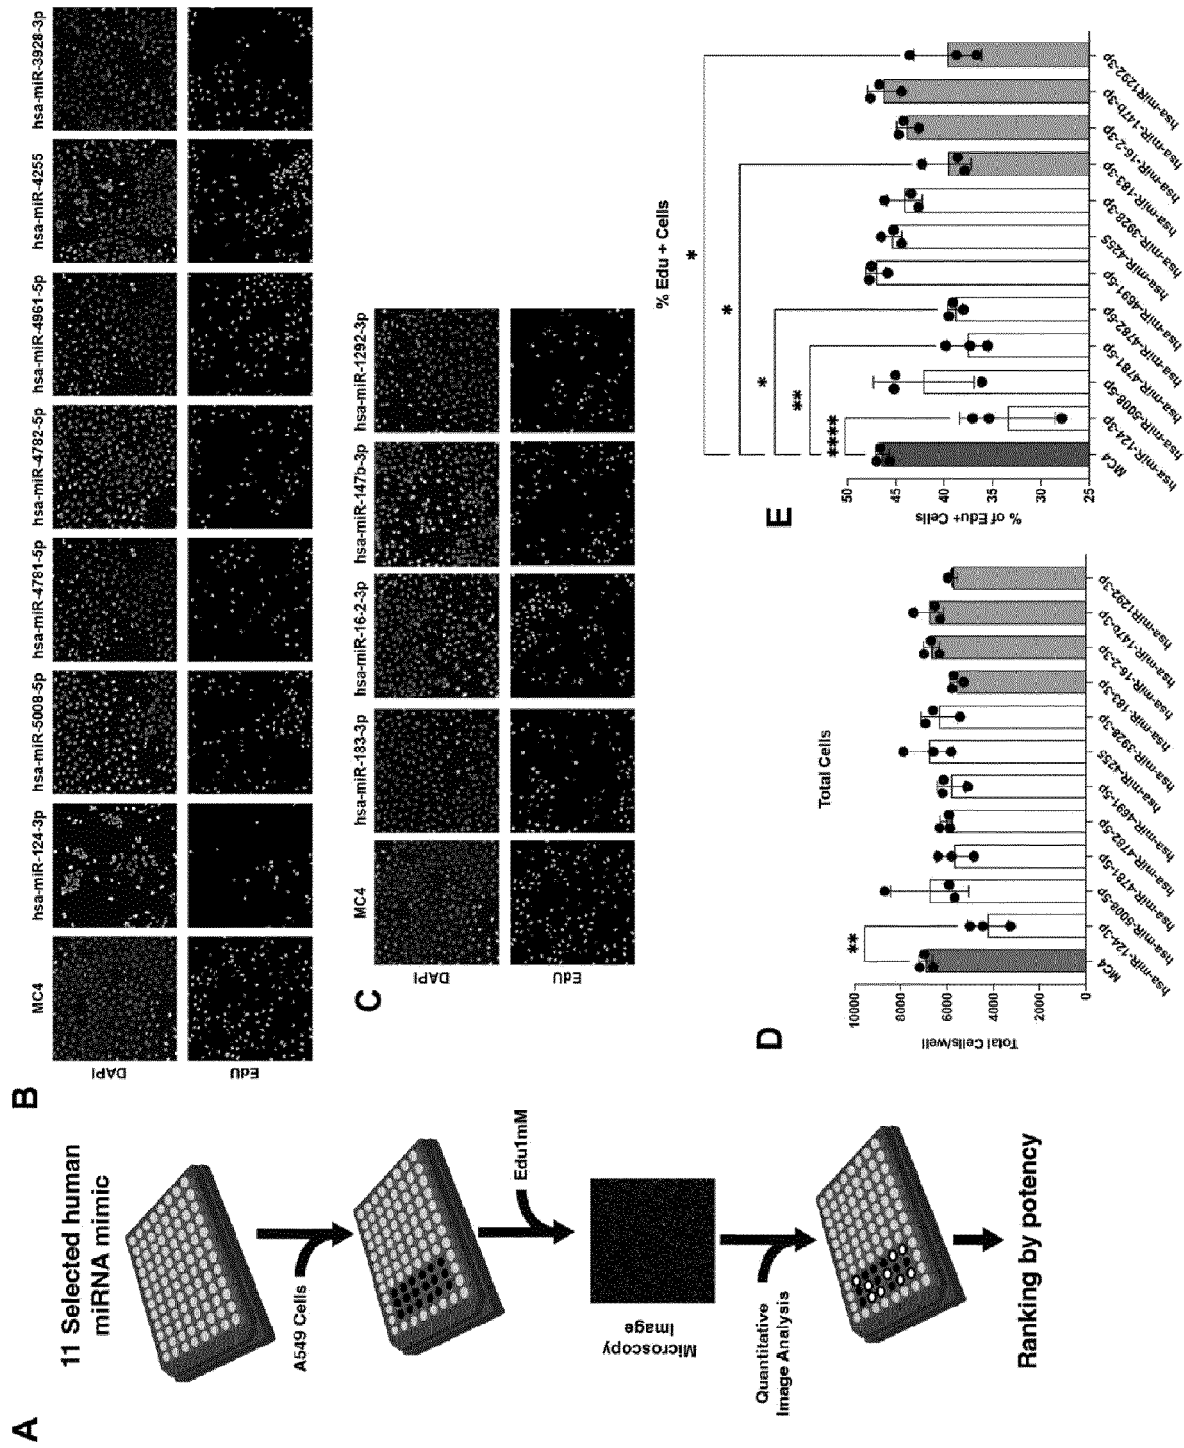 A
11 Selected human
miRNA mimic
A549 Cells
Edu1mM
Microscopy
Image
Quantitative
Image Analysis
Ranking by potency
B
MC4
hsa-miR-124-3p
hsa-miR-5008-5p
hsa-miR-4781-5p
hsa-miR-4782-5p
hsa-miR-4961-5p
hsa-miR-4255
hsa-miR-3928-3p
DAPI
EdU
C
MC4
hsa-miR-183-3p
hsa-miR-16-2-3p
hsa-miR-147b-3p
hsa-miR-1292-3p
DAPI
EdU
D
Total Cells
Total Cells/well
10000
8000
6000
4000
2000
0
**
MC4
hsa-miR-124-3p
hsa-miR-5008-5p
hsa-miR-4781-5p
hsa-miR-4782-5p
hsa-miR-4691-5p
hsa-miR-4255
hsa-miR-3928-3p
hsa-miR-183-3p
hsa-miR-16-2-3p
hsa-miR-147b-3p
hsa-miR1292-3p
E
% Edu + Cells
% of Edu+ Cells
50
45
40
35
30
25
****
**
*
*
*
MC4
hsa-miR-124-3p
hsa-miR-5008-5p
hsa-miR-4781-5p
hsa-miR-4782-5p
hsa-miR-4691-5p
hsa-miR-4255
hsa-miR-3928-3p
hsa-miR-183-3p
hsa-miR-16-2-3p
hsa-miR-147b-3p
hsa-miR1292-3p